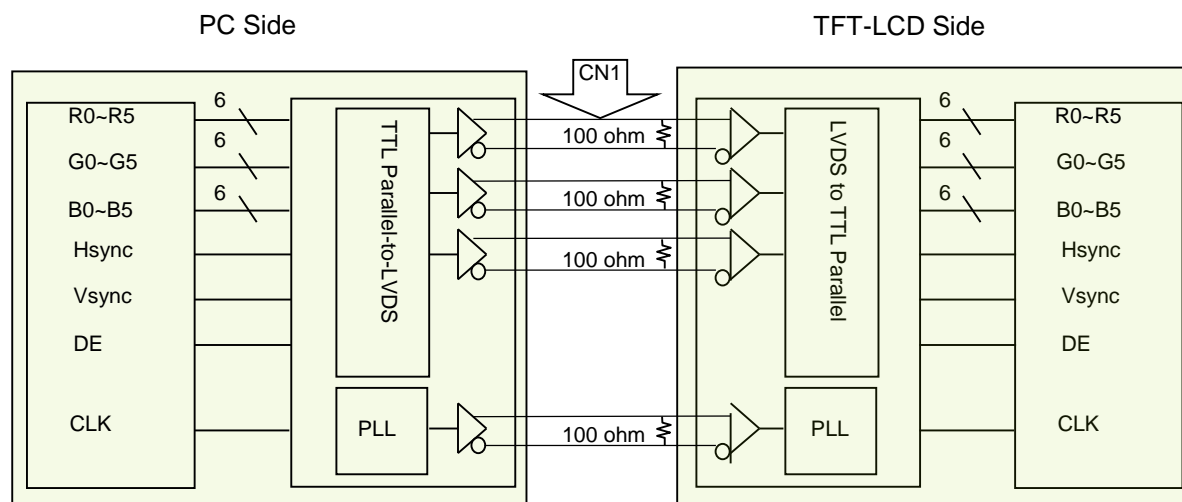 PC Side
TFT-LCD Side
CN1
R0~R5
6
G0~G5
6
B0~B5
6
Hsync
Vsync
DE
CLK
TTL Parallel-to-LVDS
PLL
100 ohm
100 ohm
100 ohm
100 ohm
LVDS to TTL Parallel
PLL
6
R0~R5
6
G0~G5
6
B0~B5
Hsync
Vsync
DE
CLK